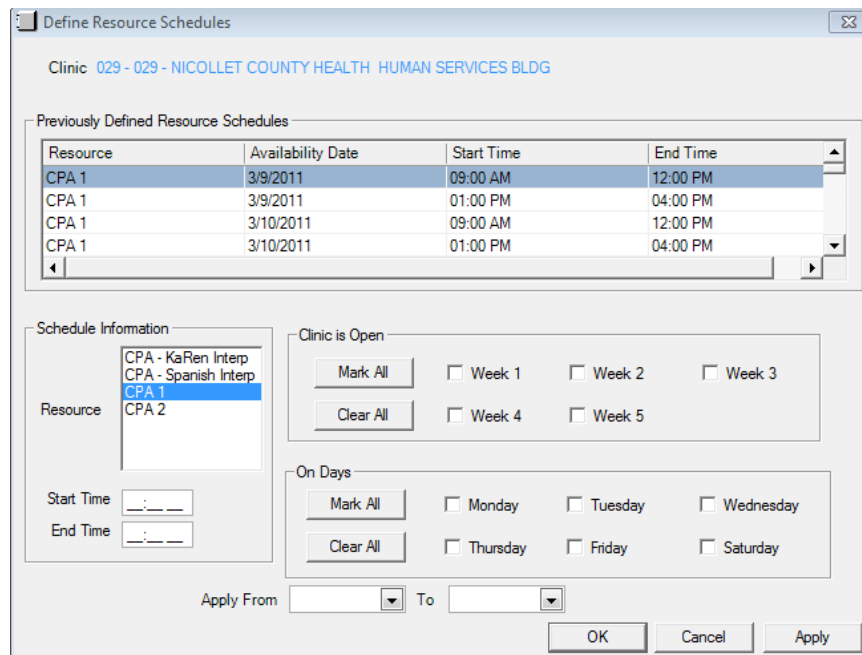 Define Resource Schedules
Clinic 029 - 029 - NICOLLET COUNTY HEALTH HUMAN SERVICES BLDG
Previously Defined Resource Schedules
Resource Availability Date Start Time End Time
CPA 1 3/9/2011 09:00 AM 12:00 PM
CPA 1 3/9/2011 01:00 PM 04:00 PM
CPA 1 3/10/2011 09:00 AM 12:00 PM
CPA 1 3/10/2011 01:00 PM 04:00 PM
Schedule Information
Resource
CPA - KaRen Interp
CPA - Spanish Interp
CPA 1
CPA 2
Start Time __:__ __
End Time __:__ __
Clinic is Open
Mark All Week 1 Week 2 Week 3
Clear All Week 4 Week 5
On Days
Mark All Monday Tuesday Wednesday
Clear All Thursday Friday Saturday
Apply From To
OK Cancel Apply